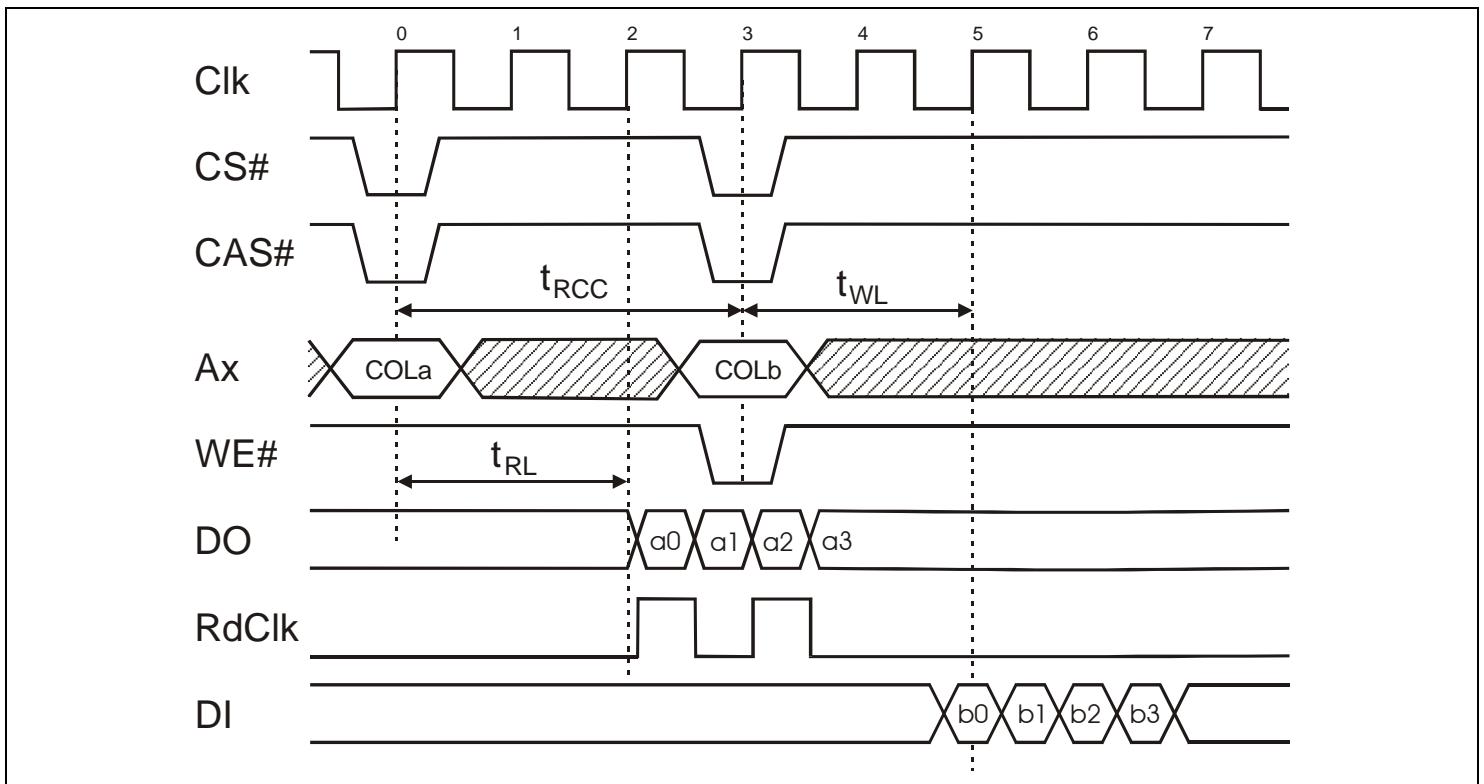 0 1 2 3 4 5 6 7
Clk
CS#
CAS#
tRCC tWL
Ax COLa COLb
WE#
tRL
DO a0 a1 a2 a3
RdClk
DI b0 b1 b2 b3